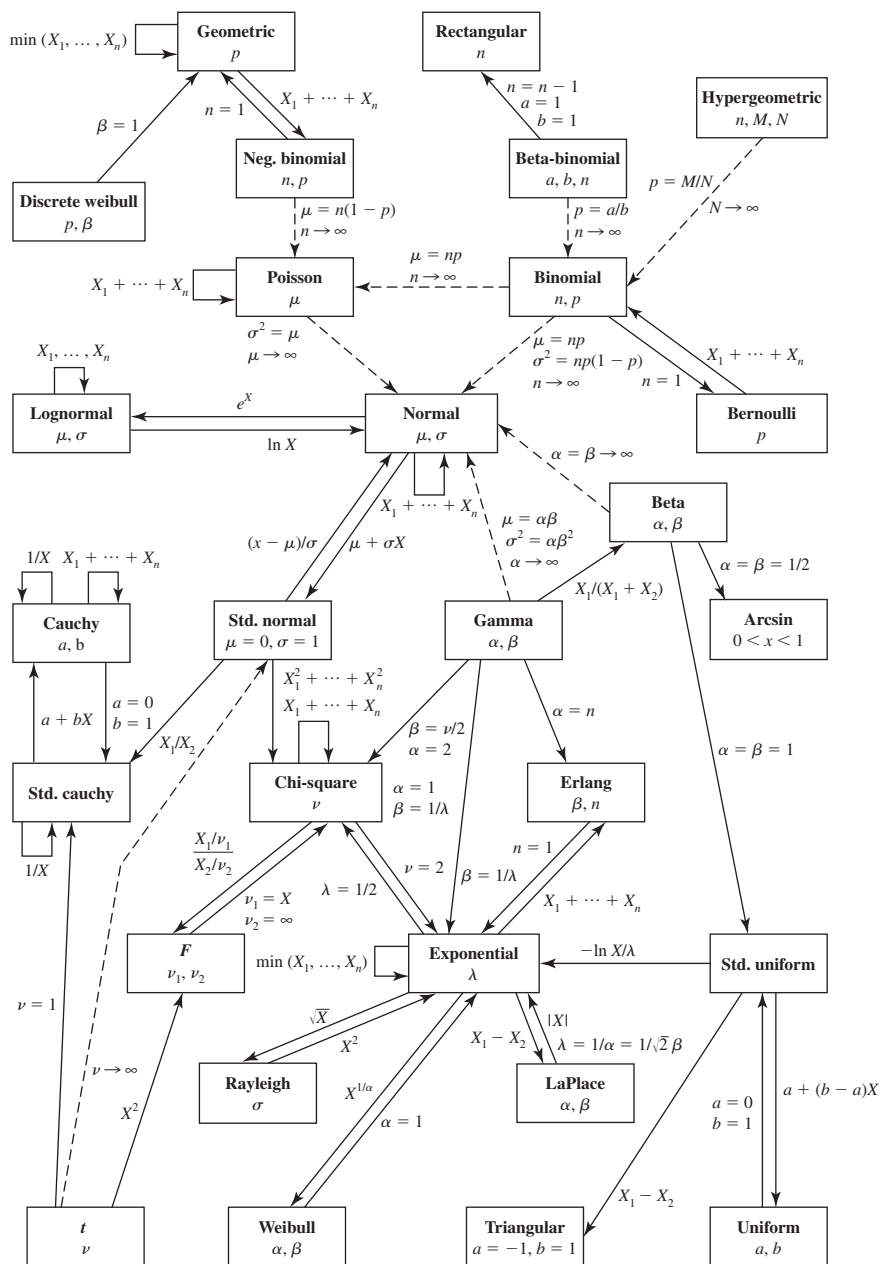 Geometric
p
min (X₁, … , Xₙ)
Rectangular
n
n = n − 1
a = 1
b = 1
Hypergeometric
n, M, N
X₁ + ⋯ + Xₙ
n = 1
β = 1
Neg. binomial
n, p
Beta-binomial
a, b, n
p = M/N
N → ∞
Discrete weibull
p, β
μ = n(1 − p)
n → ∞
p = a/b
n → ∞
X₁ + ⋯ + Xₙ
Poisson
μ
μ = np
n → ∞
Binomial
n, p
σ² = μ
μ → ∞
μ = np
σ² = np(1 − p)
n → ∞
X₁ + ⋯ + Xₙ
n = 1
X₁, … , Xₙ
Lognormal
μ, σ
eˣ
ln X
Normal
μ, σ
Bernoulli
p
α = β → ∞
X₁ + ⋯ + Xₙ
Beta
α, β
(x − μ)/σ
μ + σX
μ = αβ
σ² = αβ²
α → ∞
X₁/(X₁ + X₂)
α = β = 1/2
1/X
X₁ + ⋯ + Xₙ
Cauchy
a, b
Std. normal
μ = 0, σ = 1
Gamma
α, β
Arcsin
0 < x < 1
X₁² + ⋯ + Xₙ²
X₁ + ⋯ + Xₙ
a + bX
a = 0
b = 1
X₁/X₂
β = ν/2
α = 2
α = n
α = β = 1
Std. cauchy
Chi-square
ν
α = 1
β = 1/λ
Erlang
β, n
1/X
X₁/ν₁
X₂/ν₂
ν = 2
λ = 1/2
β = 1/λ
n = 1
X₁ + ⋯ + Xₙ
ν₁ = X
ν₂ = ∞
F
ν₁, ν₂
min (X₁, …, Xₙ)
Exponential
λ
−ln X/λ
Std. uniform
ν = 1
√X
X²
X₁ − X₂
|X|
λ = 1/α = 1/√2 β
ν → ∞
X²
Rayleigh
σ
X^{1/α}
α = 1
LaPlace
α, β
a = 0
b = 1
a + (b − a)X
X₁ − X₂
t
ν
Weibull
α, β
Triangular
a = −1, b = 1
Uniform
a, b